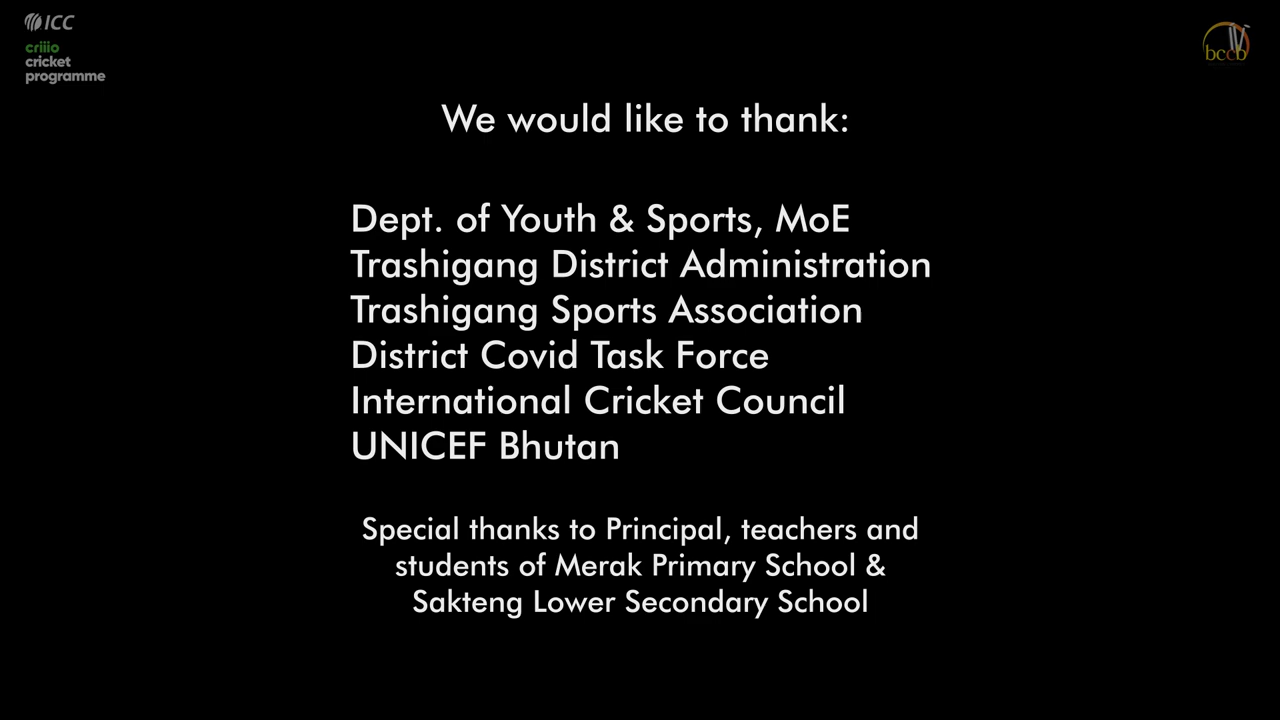 ICC
criiio
cricket
programme
bccb
We would like to thank:
Dept. of Youth & Sports, MoE
Trashigang District Administration
Trashigang Sports Association
District Covid Task Force
International Cricket Council
UNICEF Bhutan
Special thanks to Principal, teachers and
students of Merak Primary School &
Sakteng Lower Secondary School